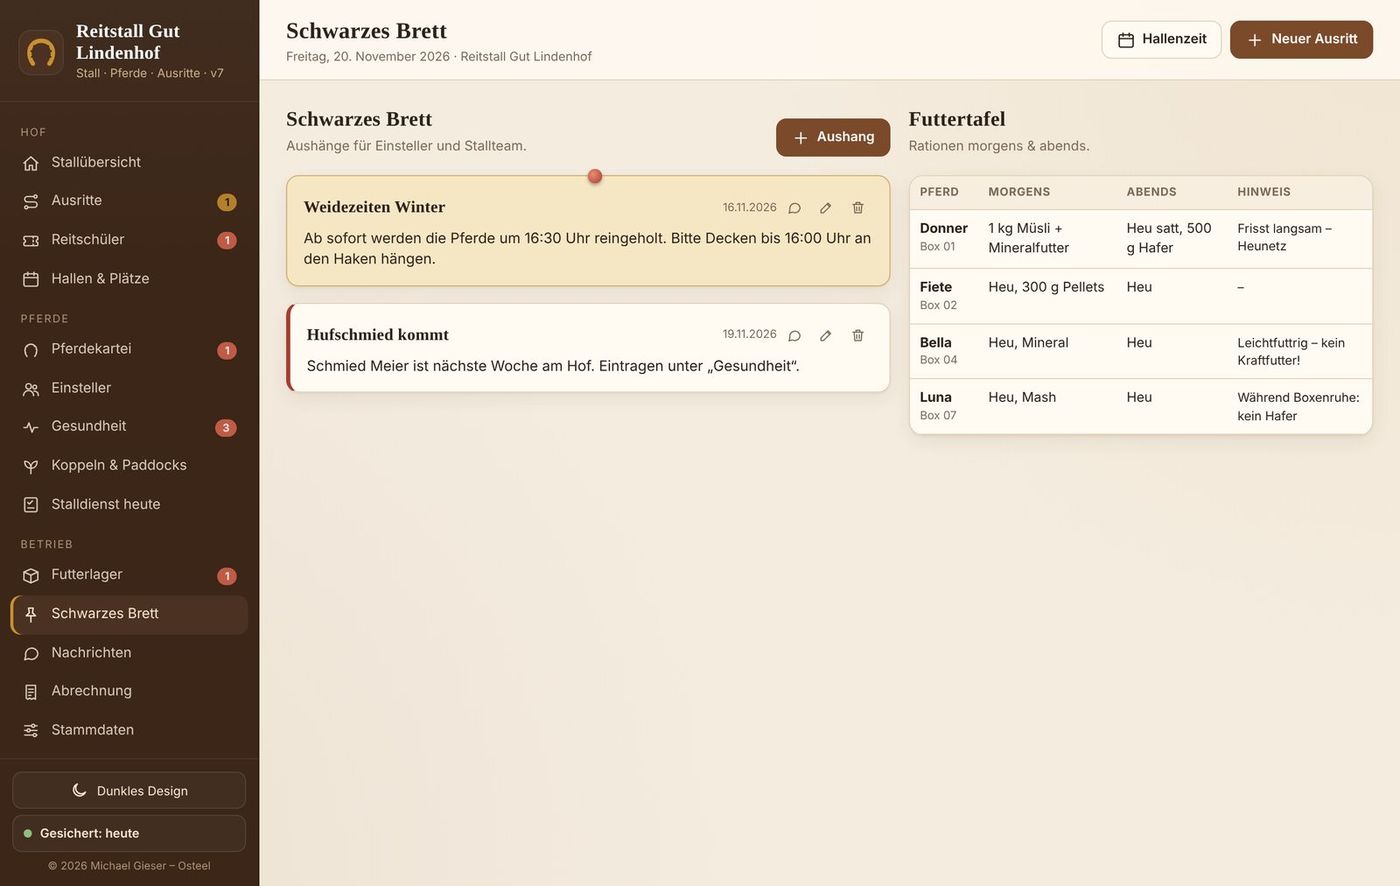 Reitstall Gut
Lindenhof
Stall · Pferde · Ausritte · v7
HOF
Stallübersicht
Ausritte 1
Reitschüler 1
Hallen & Plätze
PFERDE
Pferdekartei 1
Einsteller
Gesundheit 3
Koppeln & Paddocks
Stalldienst heute
BETRIEB
Futterlager 1
Schwarzes Brett
Nachrichten
Abrechnung
Stammdaten
Dunkles Design
Gesichert: heute
© 2026 Michael Gieser – Osteel
Schwarzes Brett
Freitag, 20. November 2026 · Reitstall Gut Lindenhof
Hallenzeit
Neuer Ausritt
Schwarzes Brett
Aushänge für Einsteller und Stallteam.
Aushang
Weidezeiten Winter 16.11.2026
Ab sofort werden die Pferde um 16:30 Uhr reingeholt. Bitte Decken bis 16:00 Uhr an
den Haken hängen.
Hufschmied kommt 19.11.2026
Schmied Meier ist nächste Woche am Hof. Eintragen unter „Gesundheit“.
Futtertafel
Rationen morgens & abends.
PFERD MORGENS ABENDS HINWEIS
Donner 1 kg Müsli + Heu satt, 500 Frisst langsam –
Box 01 Mineralfutter g Hafer Heunetz
Fiete Heu, 300 g Pellets Heu –
Box 02
Bella Heu, Mineral Heu Leichtfuttrig – kein
Box 04 Kraftfutter!
Luna Heu, Mash Heu Während Boxenruhe:
Box 07 kein Hafer